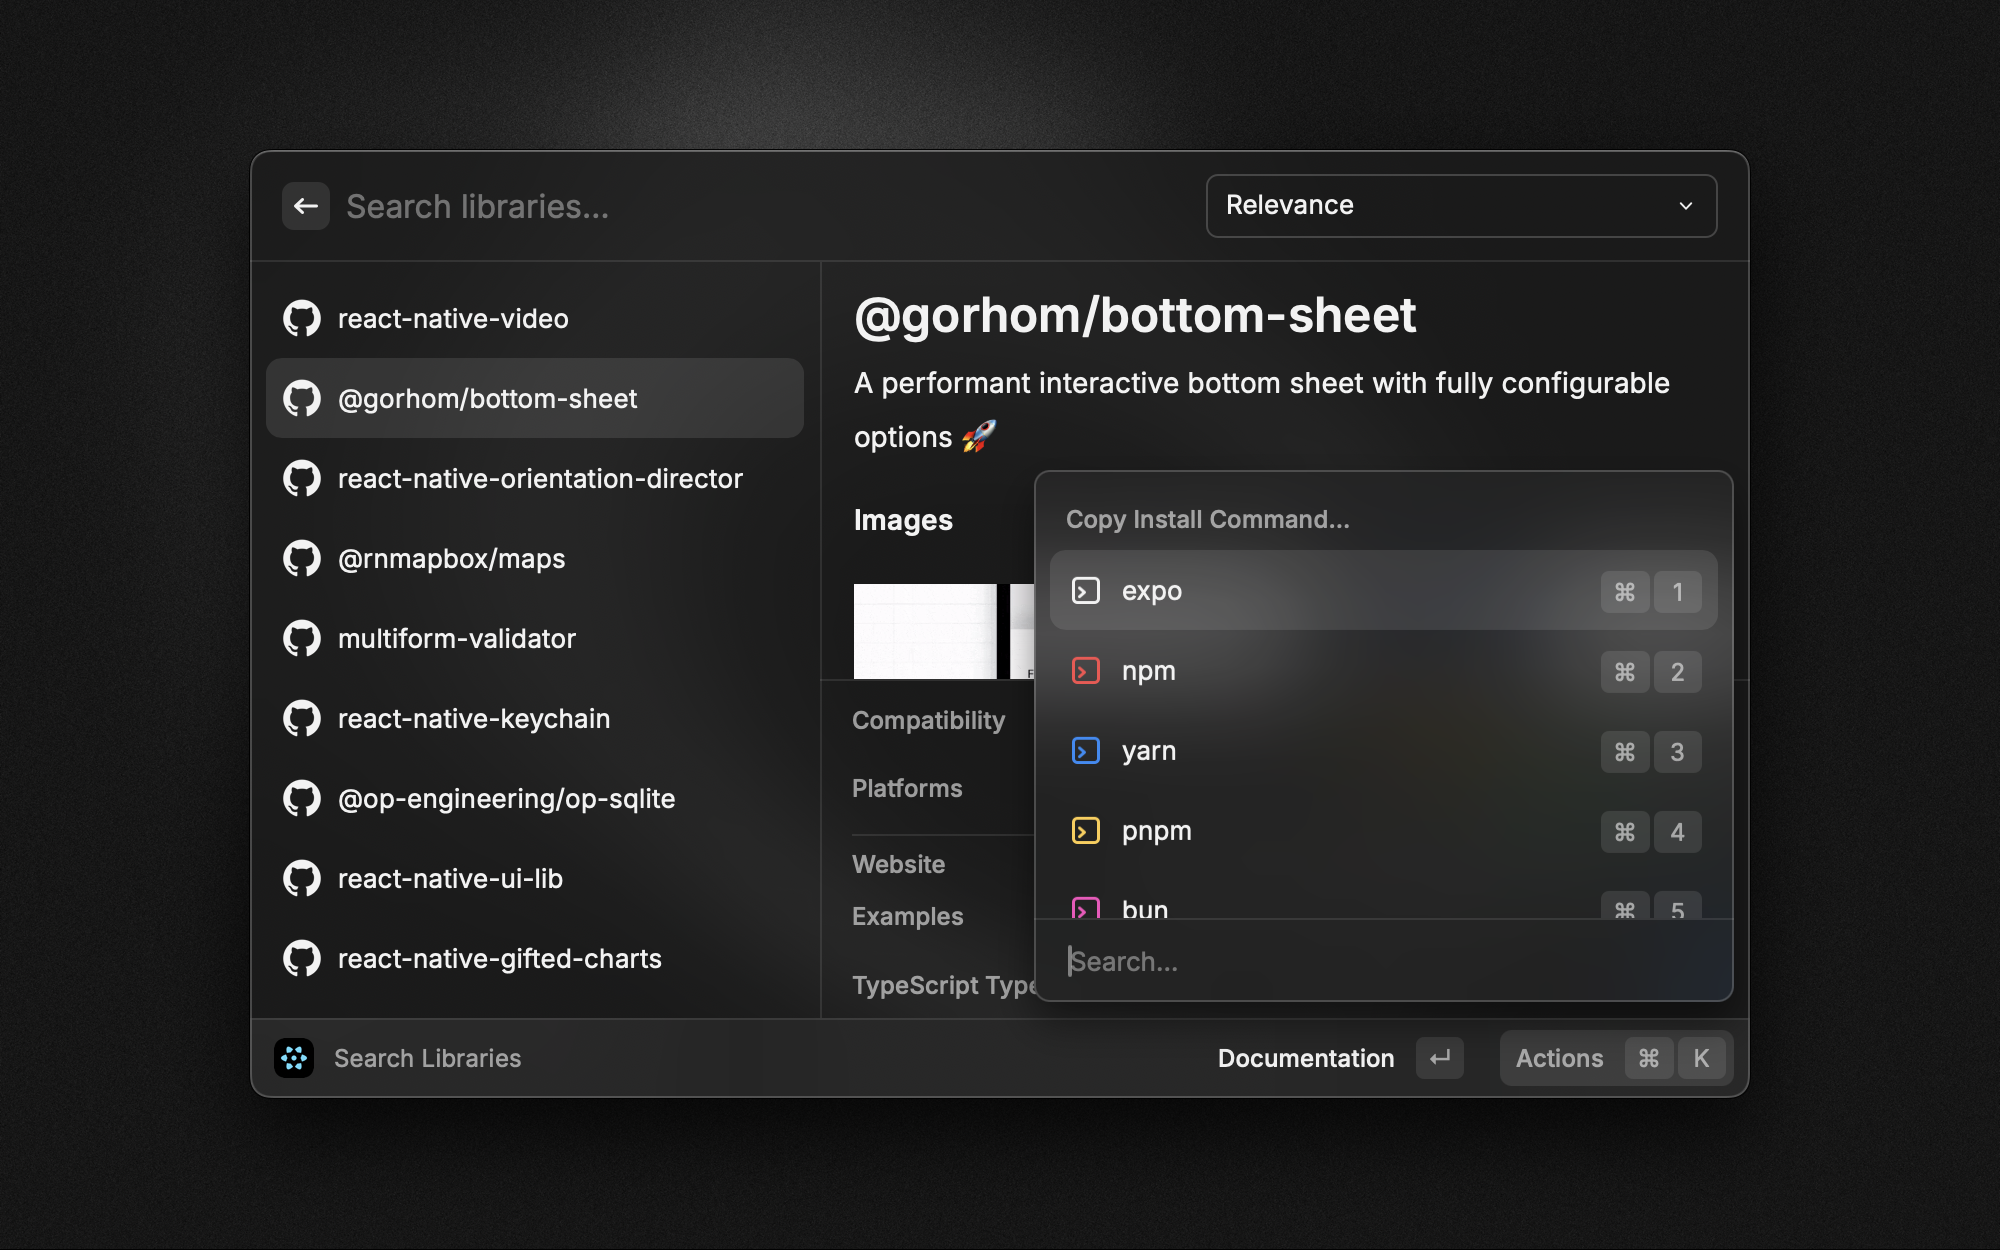 Search libraries...
Relevance
react-native-video
@gorhom/bottom-sheet
react-native-orientation-director
@rnmapbox/maps
multiform-validator
react-native-keychain
@op-engineering/op-sqlite
react-native-ui-lib
react-native-gifted-charts
@gorhom/bottom-sheet
A performant interactive bottom sheet with fully configurable
options 🚀
Images
F
Compatibility
Platforms
Website
Examples
TypeScript Type
Copy Install Command...
expo ⌘ 1
npm ⌘ 2
yarn ⌘ 3
pnpm ⌘ 4
bun ⌘ 5
Search...
Search Libraries
Documentation ↵
Actions ⌘ K